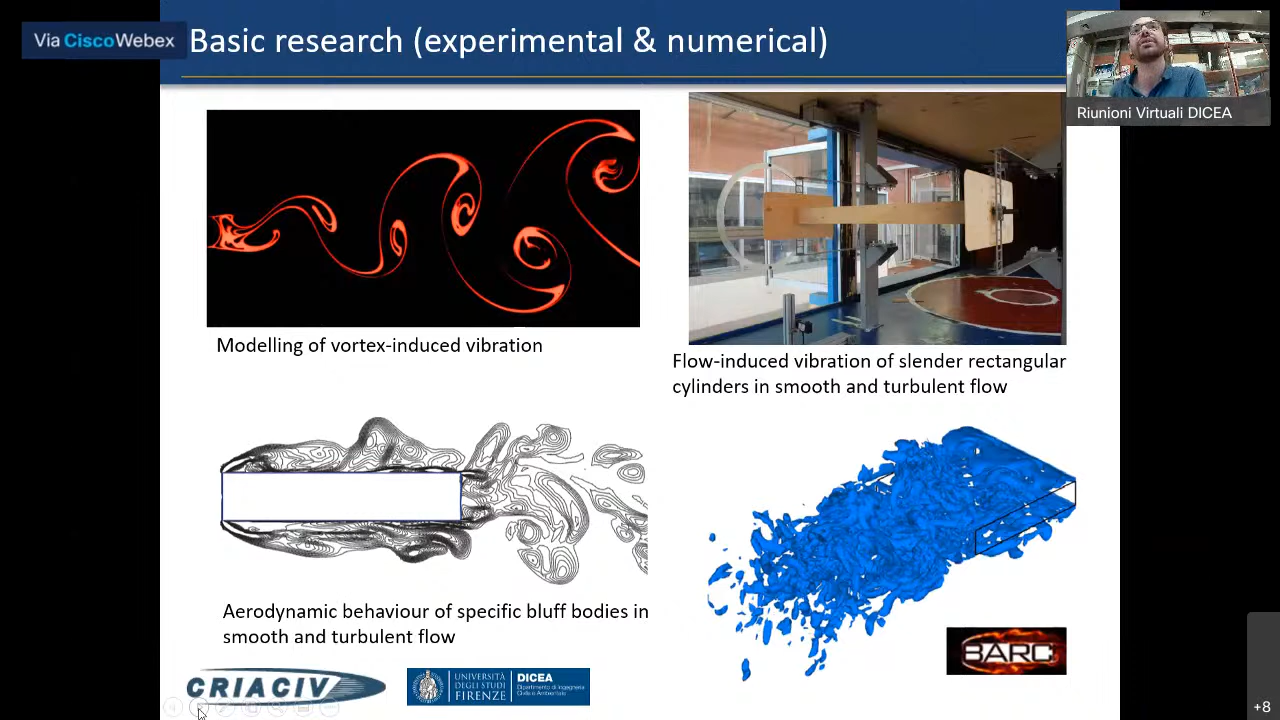 Via Cisco Webex
Basic research (experimental & numerical)
Riunioni Virtuali DICEA
Modelling of vortex-induced vibration
Flow-induced vibration of slender rectangular
cylinders in smooth and turbulent flow
Aerodynamic behaviour of specific bluff bodies in
smooth and turbulent flow
BARC
CRIACIV
UNIVERSITÀ
DEGLI STUDI
FIRENZE
DICEA
Dipartimento di Ingegneria
Civile e Ambientale
+8